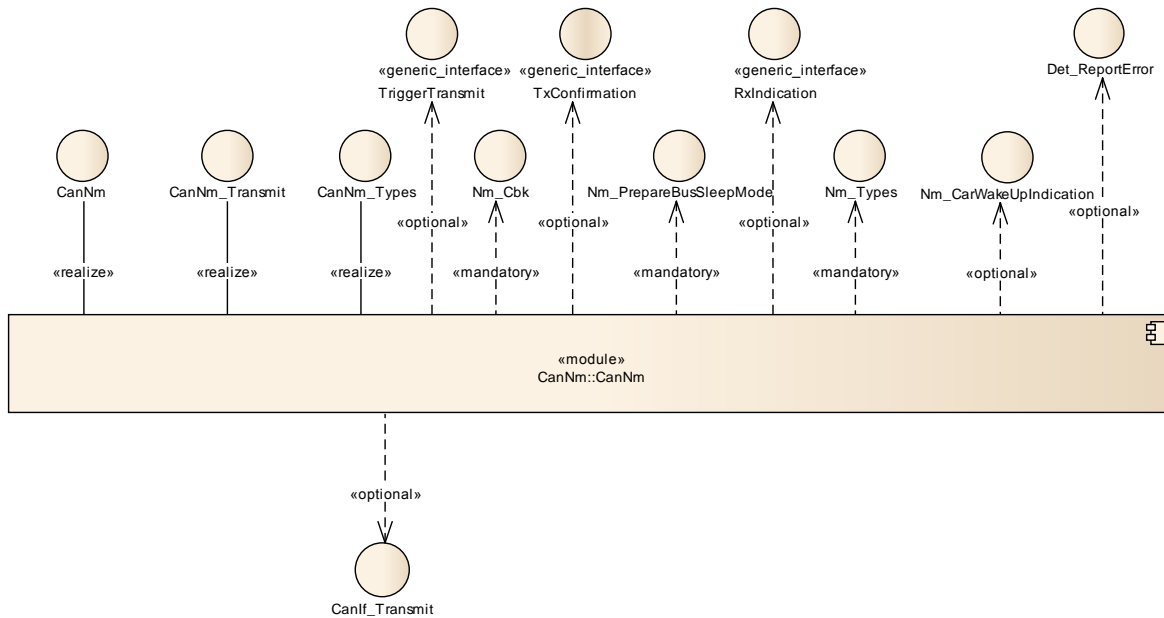 «generic_interface»
TriggerTransmit
«generic_interface»
TxConfirmation
«generic_interface»
RxIndication
Det_ReportError
CanNm
CanNm_Transmit
CanNm_Types
Nm_Cbk
Nm_PrepareBusSleepMode
Nm_Types
Nm_CarWakeUpIndication
«optional»
«optional»
«optional»
«optional»
«realize»
«realize»
«realize»
«mandatory»
«mandatory»
«mandatory»
«optional»
«module»
CanNm::CanNm
«optional»
CanIf_Transmit